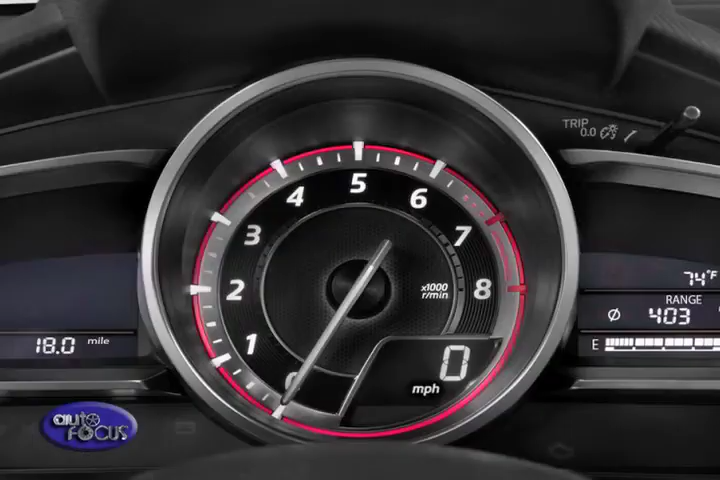 TRIP
0.0
5
4
6
3
7
2
8
x1000
r/min
1
0
0
mph
74°F
RANGE
403
E
18.0 mile
auto
FOCUS